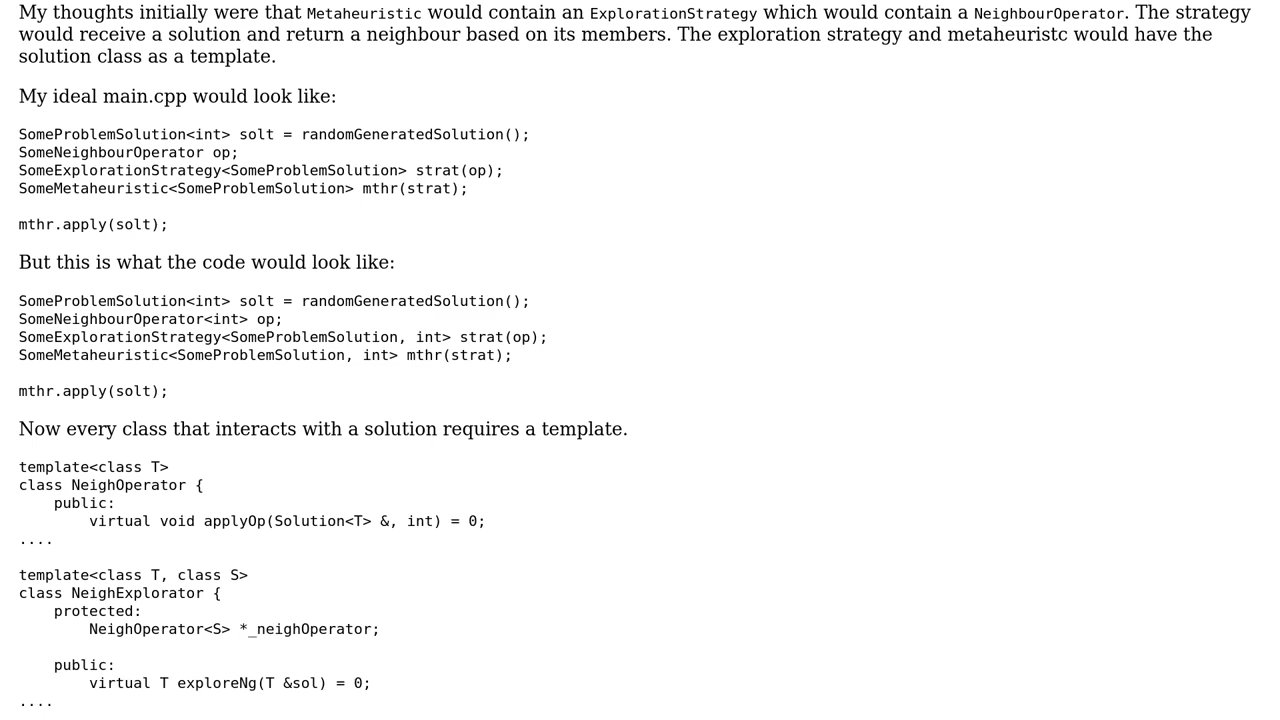 My thoughts initially were that Metaheuristic would contain an ExplorationStrategy which would contain a NeighbourOperator. The strategy
would receive a solution and return a neighbour based on its members. The exploration strategy and metaheuristc would have the
solution class as a template.
My ideal main.cpp would look like:
SomeProblemSolution<int> solt = randomGeneratedSolution();
SomeNeighbourOperator op;
SomeExplorationStrategy<SomeProblemSolution> strat(op);
SomeMetaheuristic<SomeProblemSolution> mthr(strat);
mthr.apply(solt);
But this is what the code would look like:
SomeProblemSolution<int> solt = randomGeneratedSolution();
SomeNeighbourOperator<int> op;
SomeExplorationStrategy<SomeProblemSolution, int> strat(op);
SomeMetaheuristic<SomeProblemSolution, int> mthr(strat);
mthr.apply(solt);
Now every class that interacts with a solution requires a template.
template<class T>
class NeighOperator {
    public:
        virtual void applyOp(Solution<T> &, int) = 0;
....
template<class T, class S>
class NeighExplorator {
    protected:
        NeighOperator<S> *_neighOperator;
    public:
        virtual T exploreNg(T &sol) = 0;
....